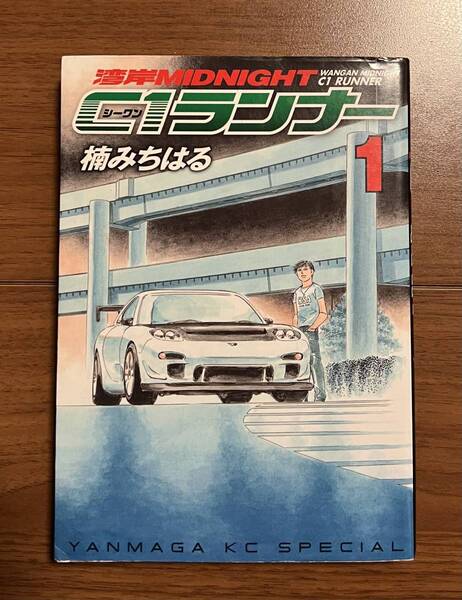 湾岸MIDNIGHT
WANGAN MIDNIGHT
C1 RUNNER
シーワン
C1ランナー
楠みちはる
1
YANMAGA KC SPECIAL